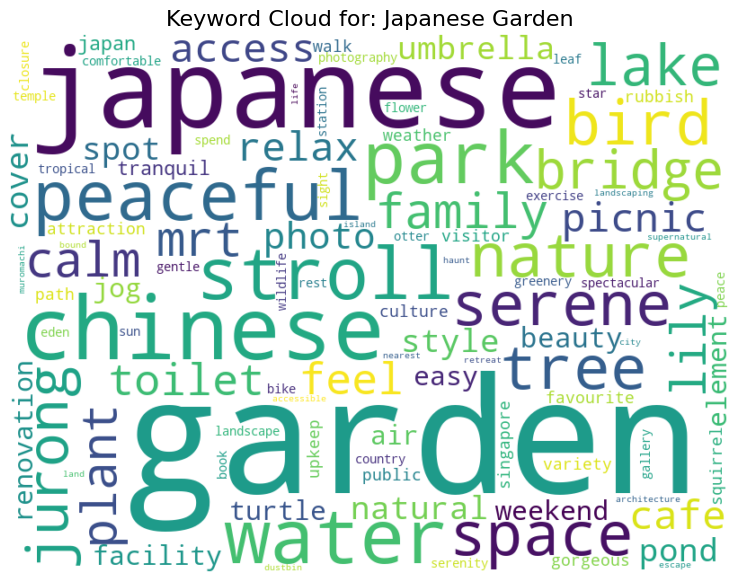 Keyword Cloud for: Japanese Garden
japan
access
walk
umbrella
closure
comfortable
photography
leaf
lake
japanese
temple
life
station
star
rubbish
bird
flower
cover
spot
relax
weather
park
bridge
tropical
tranquil
spend
sight
exercise
landscaping
peaceful
family
picnic
attraction
mrt
photo
island
otter
visitor
supernatural
bound
calm
gentle
wildlife
stroll
haunt
nature
muromachi
path
jog
rest
greenery
spectacular
peace
serene
lily
culture
chinese
eden
sun
style
beauty
city
nearest
retreat
tree
element
renovation
jurong
toilet
bike
feel
easy
accessible
favourite
plant
garden
landscape
book
upkeep
air
country
public
singapore
variety
gallery
squirrel
land
turtle
natural
weekend
architecture
cafe
water
space
facility
dustbin
serenity
gorgeous
pond
escape